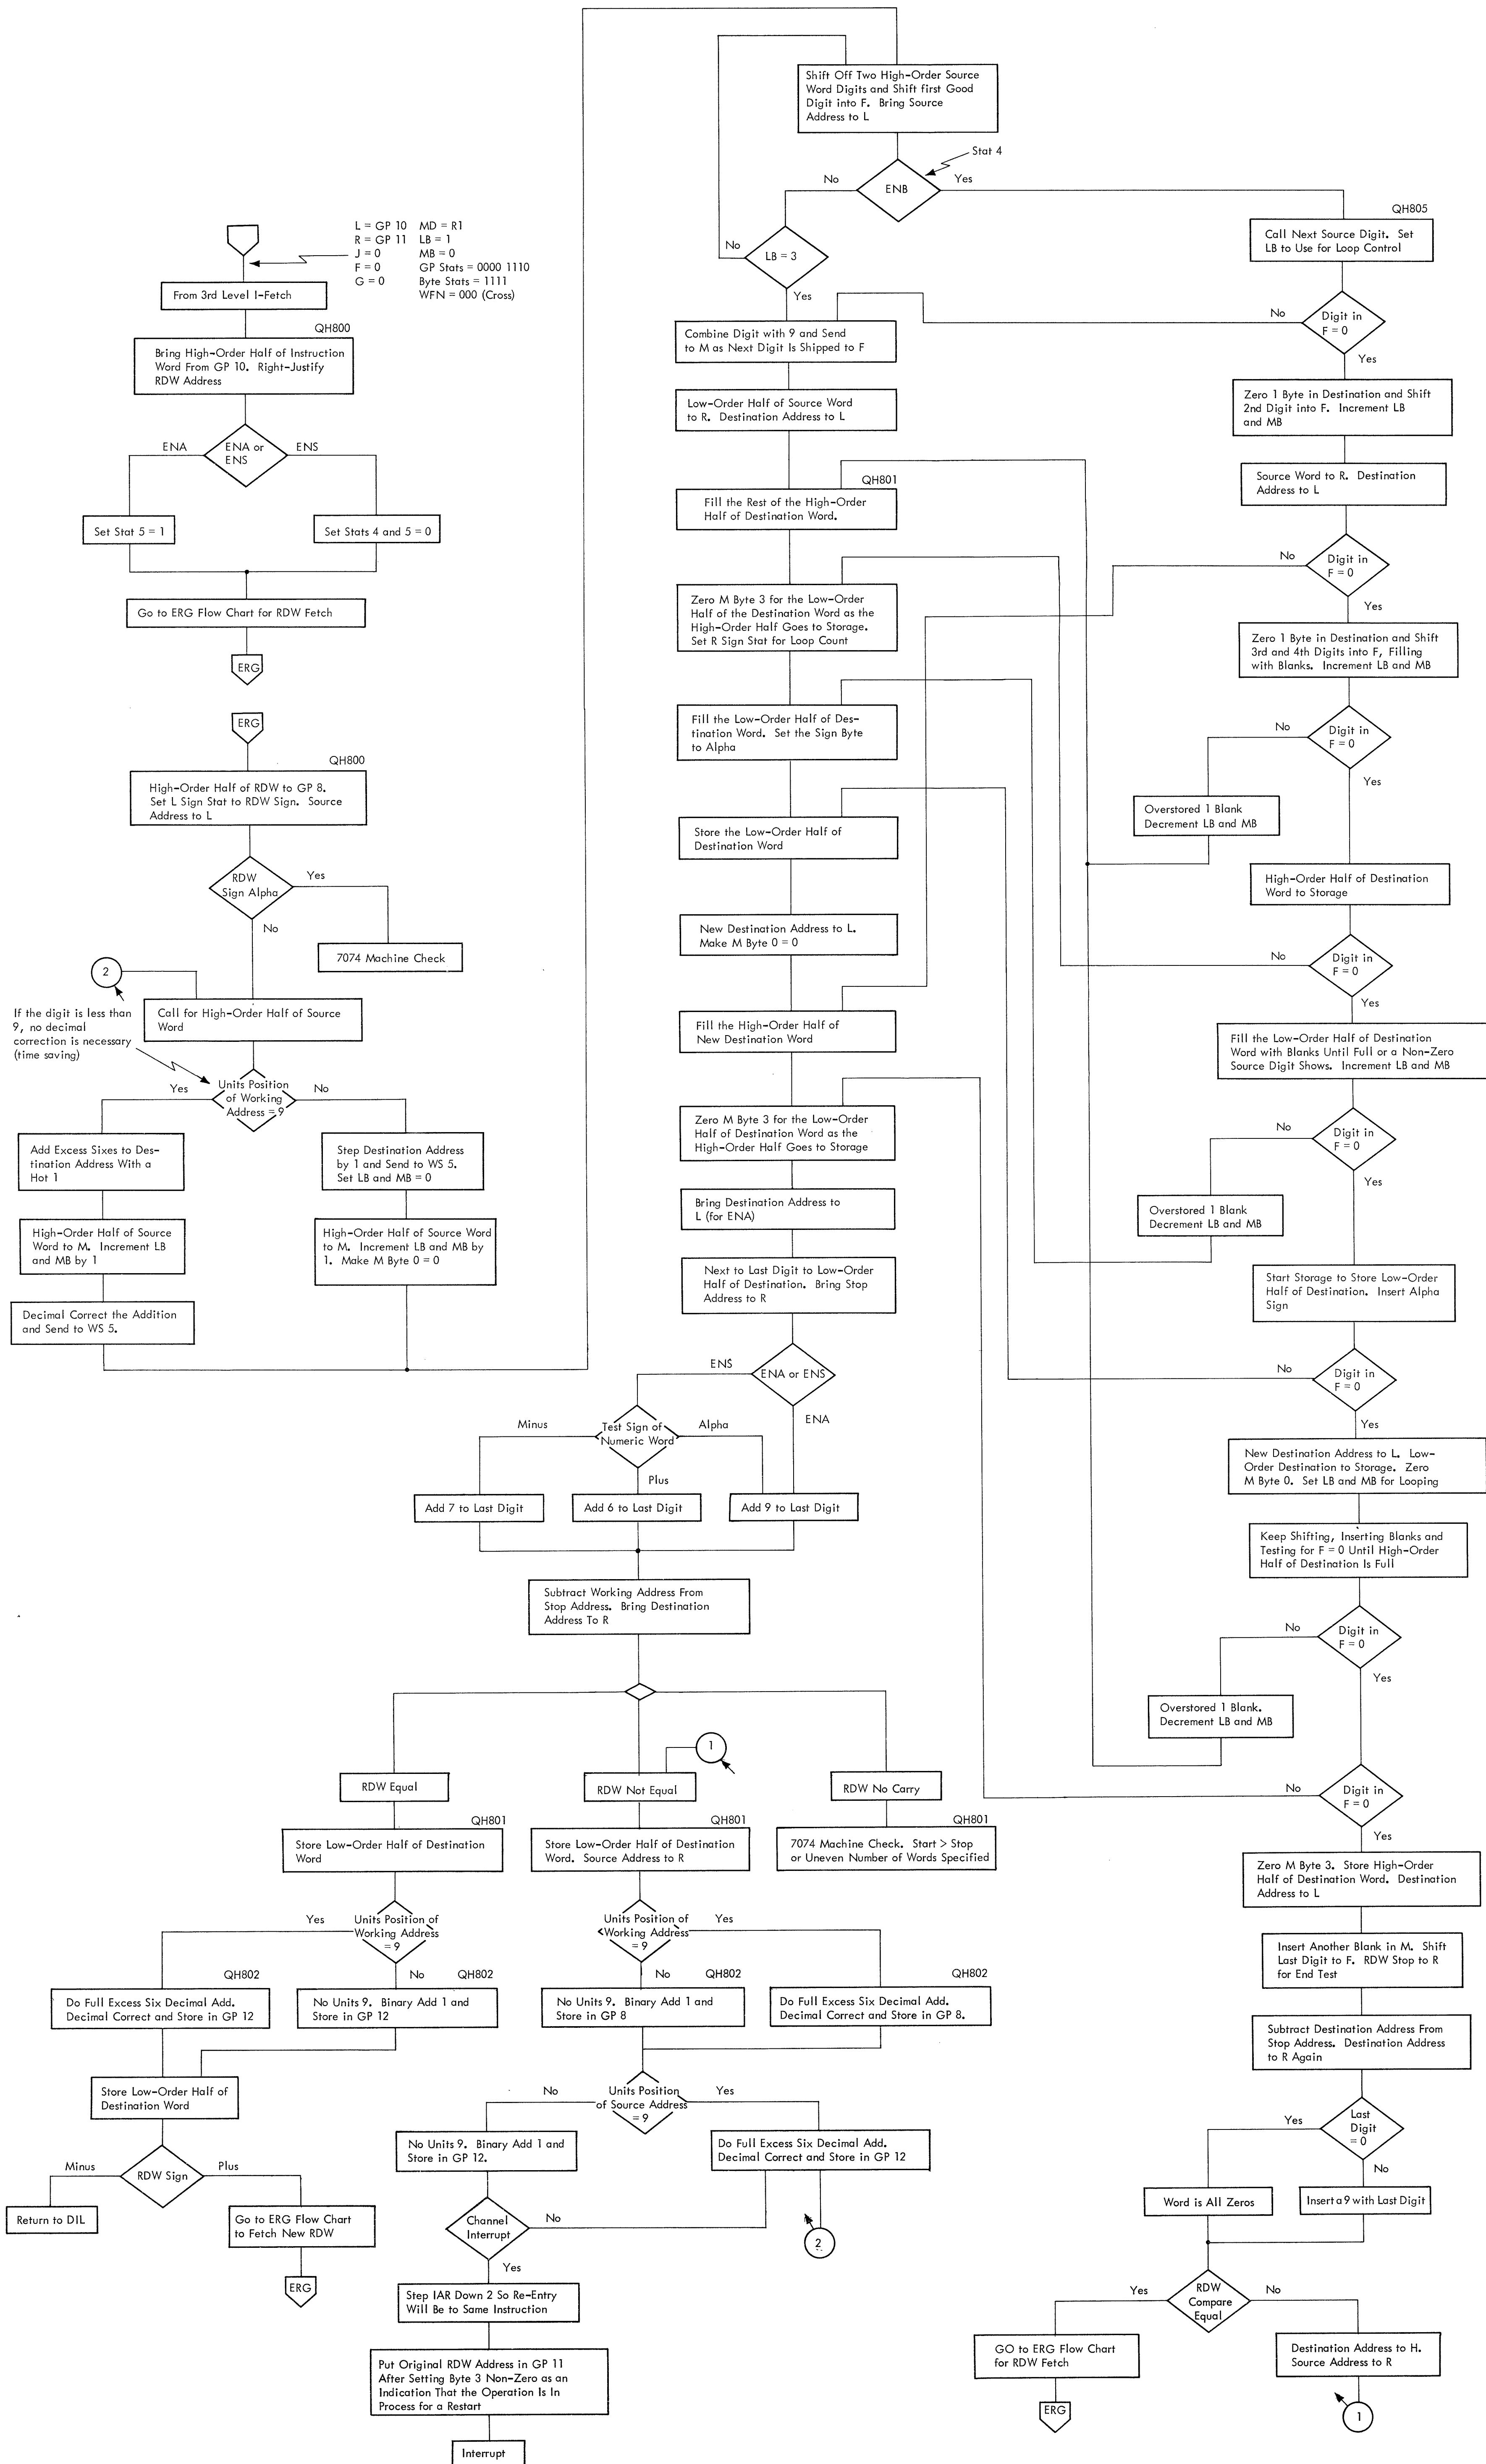 L = GP 10 MD = R1
R = GP 11 LB = 1
J = 0 MB = 0
F = 0 GP Stats = 0000 1110
G = 0 Byte Stats = 1111
WFN = 000 (Cross)
From 3rd Level I-Fetch
QH800
Bring High-Order Half of Instruction
Word From GP 10. Right-Justify
RDW Address
ENA
ENA or
ENS
ENS
Set Stat 5 = 1
Set Stats 4 and 5 = 0
Go to ERG Flow Chart for RDW Fetch
ERG
ERG
QH800
High-Order Half of RDW to GP 8.
Set L Sign Stat to RDW Sign. Source
Address to L
RDW
Sign Alpha
Yes
No
7074 Machine Check
2
If the digit is less than
9, no decimal
correction is necessary
(time saving)
Call for High-Order Half of Source
Word
Yes
Units Position
of Working
Address = 9
No
Add Excess Sixes to Des-
tination Address With a
Hot 1
Step Destination Address
by 1 and Send to WS 5.
Set LB and MB = 0
High-Order Half of Source
Word to M. Increment LB
and MB by 1
High-Order Half of Source Word
to M. Increment LB and MB by
1. Make M Byte 0 = 0
Decimal Correct the Addition
and Send to WS 5.
Shift Off Two High-Order Source
Word Digits and Shift first Good
Digit into F. Bring Source
Address to L
Stat 4
No
ENB
Yes
No
LB = 3
Yes
Combine Digit with 9 and Send
to M as Next Digit Is Shipped to F
Low-Order Half of Source Word
to R. Destination Address to L
QH801
Fill the Rest of the High-Order
Half of Destination Word.
Zero M Byte 3 for the Low-Order
Half of the Destination Word as the
High-Order Half Goes to Storage.
Set R Sign Stat for Loop Count
Fill the Low-Order Half of Des-
tination Word. Set the Sign Byte
to Alpha
Store the Low-Order Half of
Destination Word
New Destination Address to L.
Make M Byte 0 = 0
Fill the High-Order Half of
New Destination Word
Zero M Byte 3 for the Low-Order
Half of Destination Word as the
High-Order Half Goes to Storage
Bring Destination Address to
L (for ENA)
Next to Last Digit to Low-Order
Half of Destination. Bring Stop
Address to R
ENS
ENA or ENS
ENA
Minus
Test Sign of
Numeric Word
Alpha
Plus
Add 7 to Last Digit
Add 6 to Last Digit
Add 9 to Last Digit
Subtract Working Address From
Stop Address. Bring Destination
Address To R
1
RDW Equal
RDW Not Equal
RDW No Carry
QH801
Store Low-Order Half of Destination
Word
QH801
Store Low-Order Half of Destination
Word. Source Address to R
QH801
7074 Machine Check. Start > Stop
or Uneven Number of Words Specified
Yes
Units Position of
Working Address
= 9
No
Units Position of
Working Address
= 9
Yes
No
QH802
Do Full Excess Six Decimal Add.
Decimal Correct and Store in GP 12
QH802
No Units 9. Binary Add 1 and
Store in GP 12
QH802
No Units 9. Binary Add 1 and
Store in GP 8
QH802
Do Full Excess Six Decimal Add.
Decimal Correct and Store in GP 8.
Store Low-Order Half of
Destination Word
Minus
RDW Sign
Plus
Return to DIL
Go to ERG Flow Chart
to Fetch New RDW
ERG
No
Units Position
of Source Address
= 9
Yes
No Units 9. Binary Add 1 and
Store in GP 12.
Do Full Excess Six Decimal Add.
Decimal Correct and Store in GP 12
Channel
Interrupt
No
2
Yes
Step IAR Down 2 So Re-Entry
Will Be to Same Instruction
Put Original RDW Address in GP 11
After Setting Byte 3 Non-Zero as an
Indication That the Operation Is In
Process for a Restart
Interrupt
QH805
Call Next Source Digit. Set
LB to Use for Loop Control
No
Digit in
F = 0
Yes
Zero 1 Byte in Destination and Shift
2nd Digit into F. Increment LB
and MB
Source Word to R. Destination
Address to L
No
Digit in
F = 0
Yes
Zero 1 Byte in Destination and Shift
3rd and 4th Digits into F, Filling
with Blanks. Increment LB and MB
No
Digit in
F = 0
Yes
Overstored 1 Blank
Decrement LB and MB
High-Order Half of Destination
Word to Storage
No
Digit in
F = 0
Yes
Fill the Low-Order Half of Destination
Word with Blanks Until Full or a Non-Zero
Source Digit Shows. Increment LB and MB
No
Digit in
F = 0
Yes
Overstored 1 Blank
Decrement LB and MB
Start Storage to Store Low-Order
Half of Destination. Insert Alpha
Sign
No
Digit in
F = 0
Yes
New Destination Address to L. Low-
Order Destination to Storage. Zero
M Byte 0. Set LB and MB for Looping
Keep Shifting, Inserting Blanks and
Testing for F = 0 Until High-Order
Half of Destination Is Full
No
Digit in
F = 0
Yes
Overstored 1 Blank.
Decrement LB and MB
No
Digit in
F = 0
Yes
Zero M Byte 3. Store High-Order
Half of Destination Word. Destination
Address to L
Insert Another Blank in M. Shift
Last Digit to F. RDW Stop to R
for End Test
Subtract Destination Address From
Stop Address. Destination Address
to R Again
Yes
Last
Digit
= 0
No
Word is All Zeros
Insert a 9 with Last Digit
Yes
RDW
Compare
Equal
No
GO to ERG Flow Chart
for RDW Fetch
ERG
Destination Address to H.
Source Address to R
1